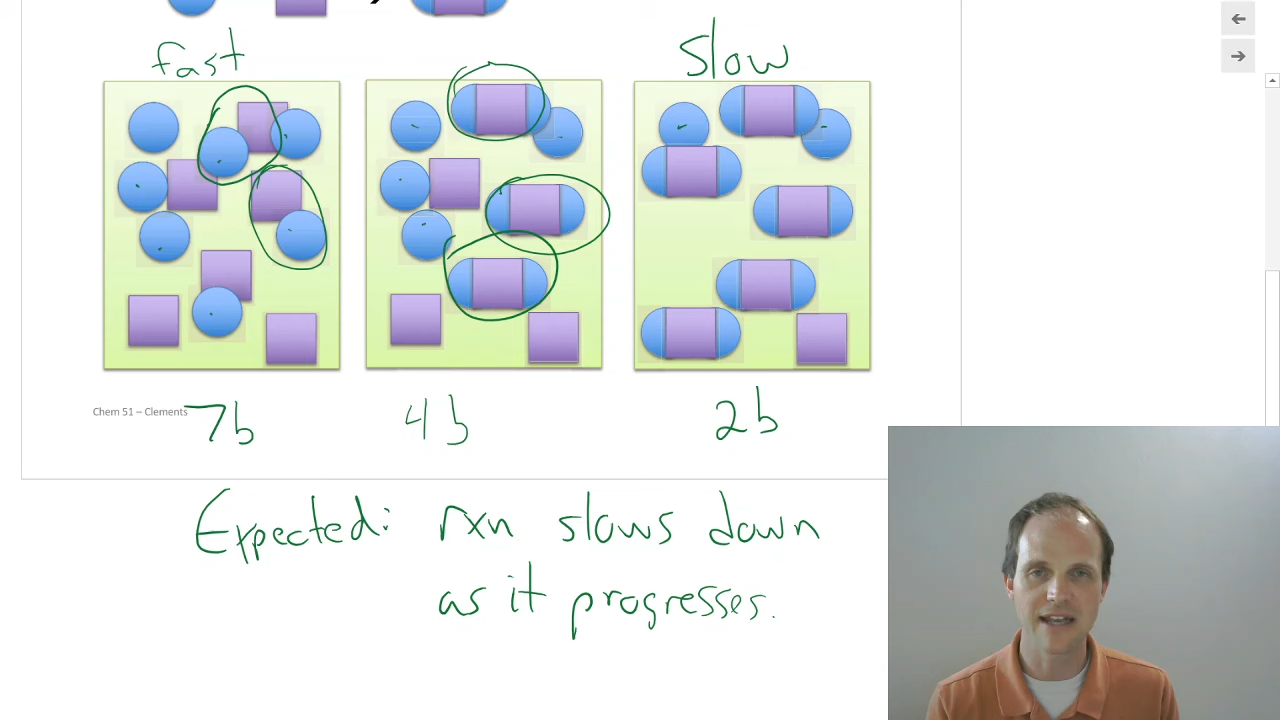 fast
slow
Chem 51 – Clements
7b
4b
2b
Expected: rxn slows down
as it progresses.